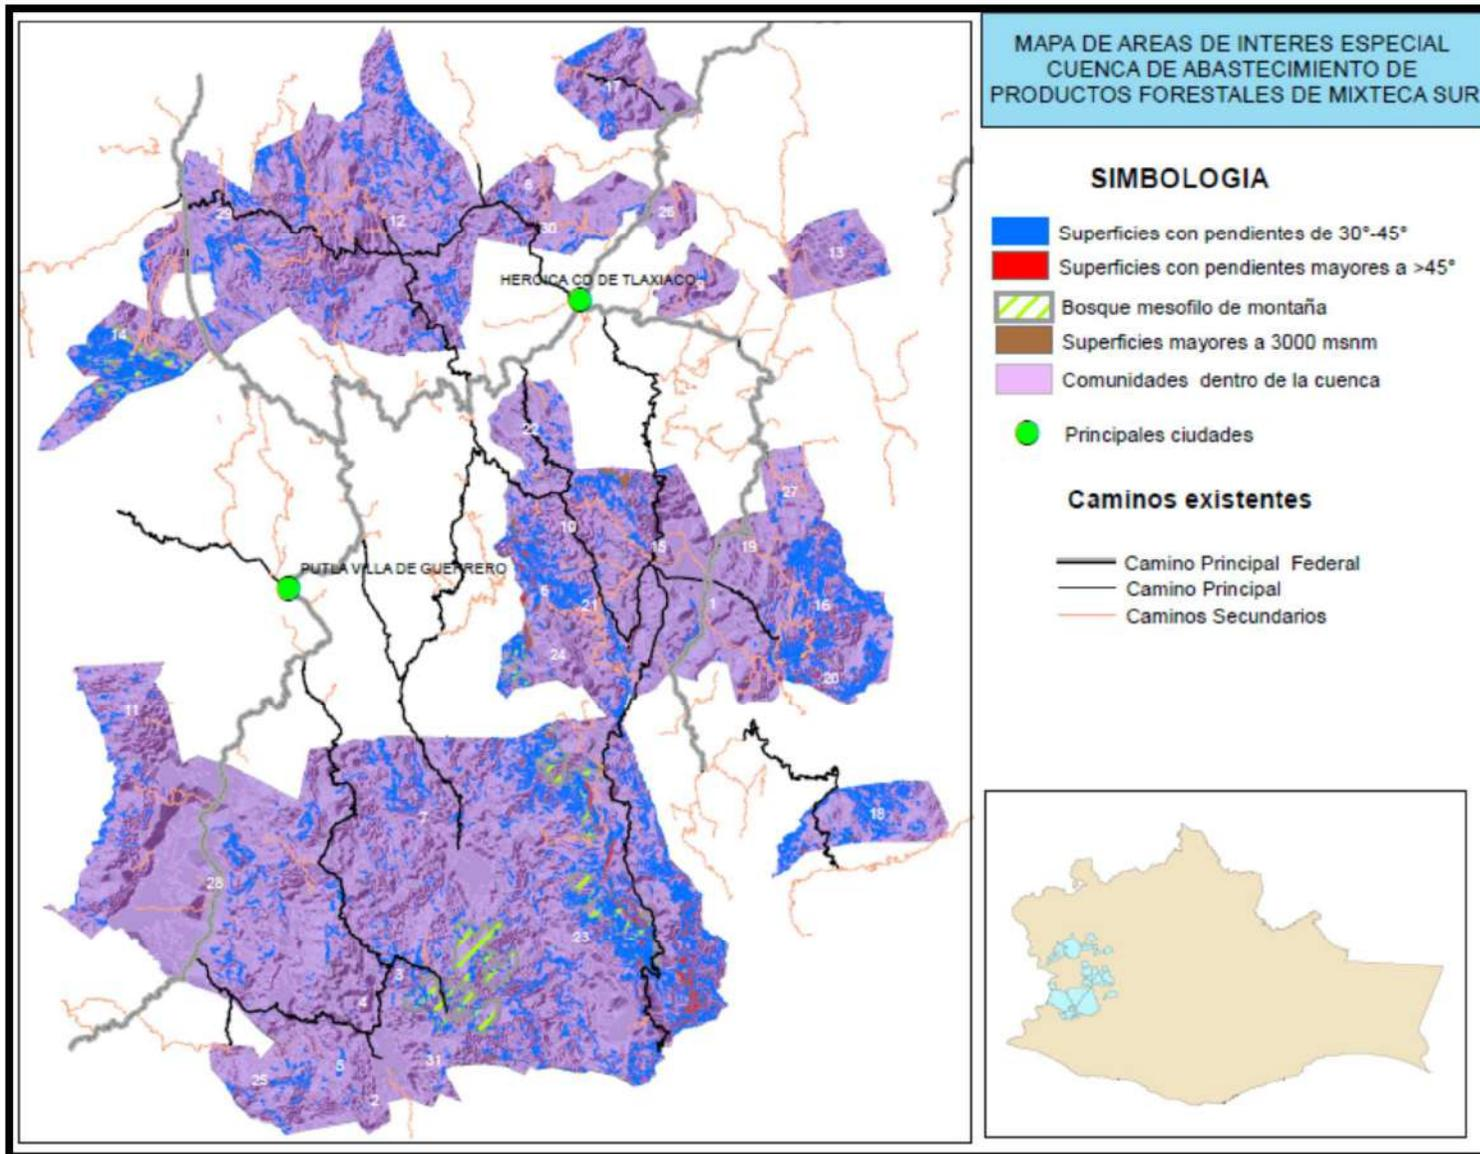 MAPA DE AREAS DE INTERES ESPECIAL
CUENCA DE ABASTECIMIENTO DE
PRODUCTOS FORESTALES DE MIXTECA SUR
SIMBOLOGIA
Superficies con pendientes de 30°-45°
Superficies con pendientes mayores a >45°
Bosque mesofilo de montaña
Superficies mayores a 3000 msnm
Comunidades dentro de la cuenca
Principales ciudades
Caminos existentes
Camino Principal Federal
Camino Principal
Caminos Secundarios
17
8
29
12
26
30
13
HEROICA CD DE TLAXIACO
14
22
27
10
15
19
PUTLA VILLA DE GUERRERO
6
21
1
16
24
20
11
7
18
28
23
3
4
31
5
25
2